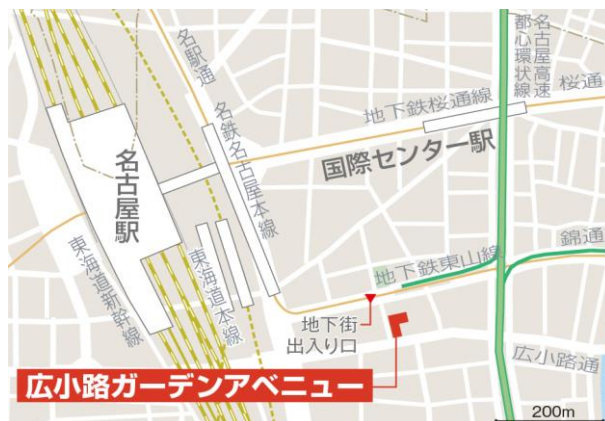 名駅通
名古屋高速
都心環状線
桜通
地下鉄桜通線
国際センター駅
名鉄名古屋本線
名古屋駅
東海道新幹線
東海道本線
地下鉄東山線
錦通
地下街
出入り口
広小路通
広小路ガーデンアベニュー
200m